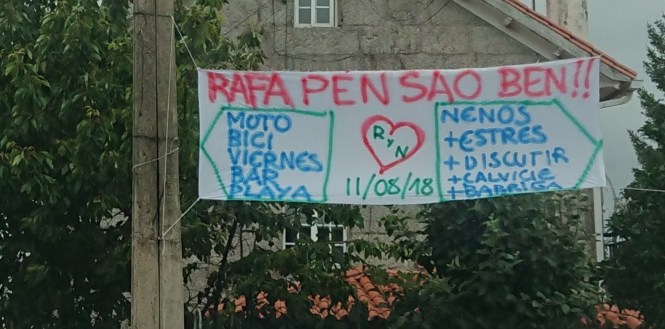 RAFA PENSAO BEN!!
MOTO
BICI
VIERNES
BAR
PLAYA
R y N
11/08/18
NENOS
+ESTRES
+DISCUTIR
+CALVICIE
+BARRIGA